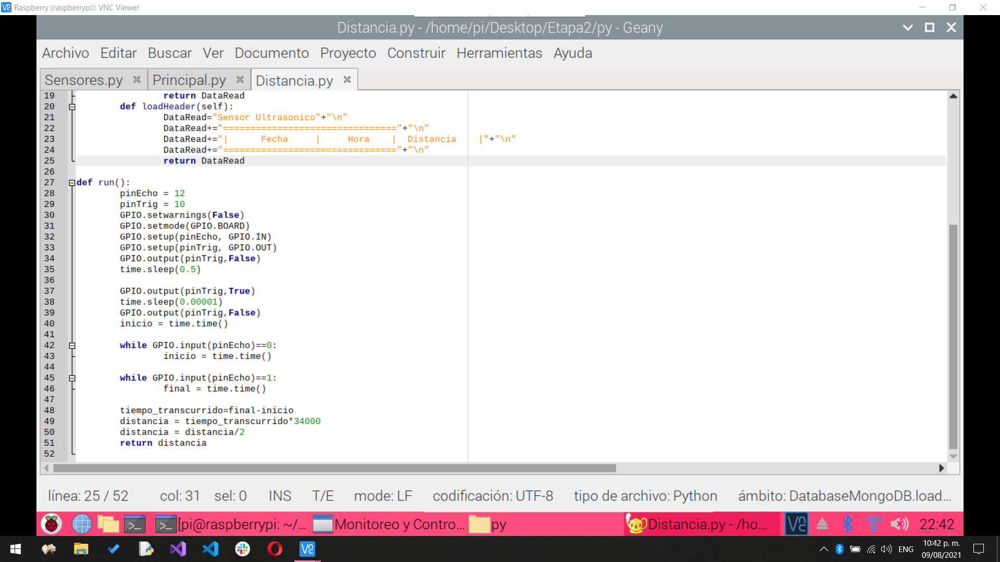 Raspberry (raspberrypi): VNC Viewer
Distancia.py - /home/pi/Desktop/Etapa2/py - Geany
Archivo Editar Buscar Ver Documento Proyecto Construir Herramientas Ayuda
Sensores.py Principal.py Distancia.py
19 return DataRead
20 def loadHeader(self):
21 DataRead="Sensor Ultrasonico"+"\n"
22 DataRead+="================================"+"\n"
23 DataRead+="|      Fecha     |     Hora    |  Distancia    |"+"\n"
24 DataRead+="================================"+"\n"
25 return DataRead
26
27 def run():
28 pinEcho = 12
29 pinTrig = 10
30 GPIO.setwarnings(False)
31 GPIO.setmode(GPIO.BOARD)
32 GPIO.setup(pinEcho, GPIO.IN)
33 GPIO.setup(pinTrig, GPIO.OUT)
34 GPIO.output(pinTrig,False)
35 time.sleep(0.5)
36
37 GPIO.output(pinTrig,True)
38 time.sleep(0.00001)
39 GPIO.output(pinTrig,False)
40 inicio = time.time()
41
42 while GPIO.input(pinEcho)==0:
43 inicio = time.time()
44
45 while GPIO.input(pinEcho)==1:
46 final = time.time()
47
48 tiempo_transcurrido=final-inicio
49 distancia = tiempo_transcurrido*34000
50 distancia = distancia/2
51 return distancia
52
línea: 25 / 52 col: 31 sel: 0 INS T/E mode: LF codificación: UTF-8 tipo de archivo: Python ámbito: DatabaseMongoDB.load...
[pi@raspberrypi: ~/... Monitoreo y Contro... py Distancia.py - /ho... 22:42
ENG 10:42 p. m.
09/08/2021